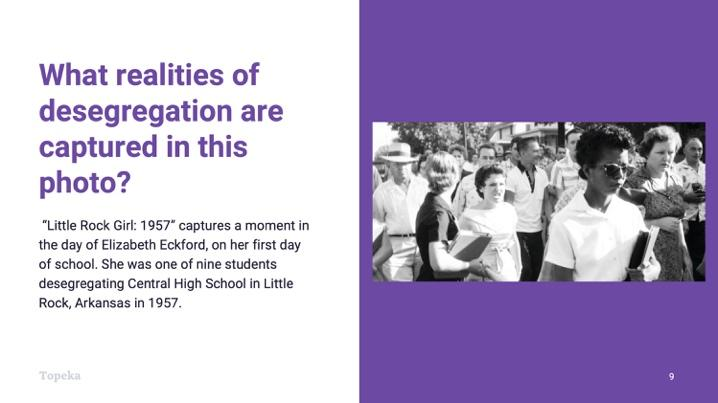 What realities of
desegregation are
captured in this
photo?
“Little Rock Girl: 1957” captures a moment in
the day of Elizabeth Eckford, on her first day
of school. She was one of nine students
desegregating Central High School in Little
Rock, Arkansas in 1957.
Topeka
9